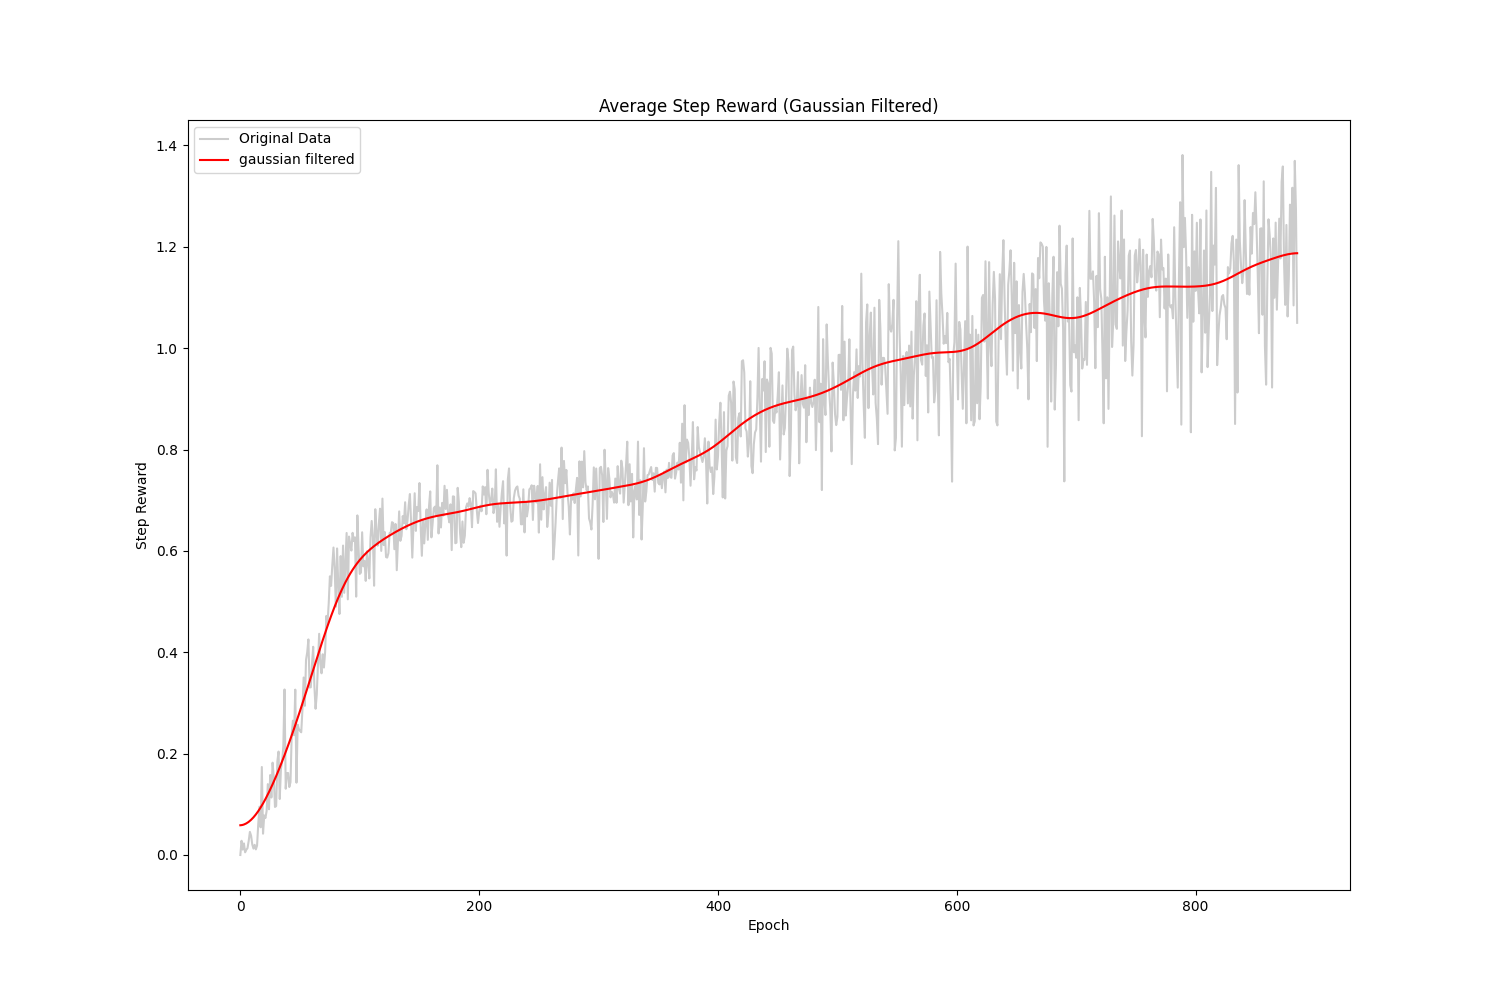 Average Step Reward (Gaussian Filtered)
Original Data
gaussian filtered
1.4
1.2
1.0
0.8
0.6
0.4
0.2
0.0
Step Reward
0 200 400 600 800
Epoch